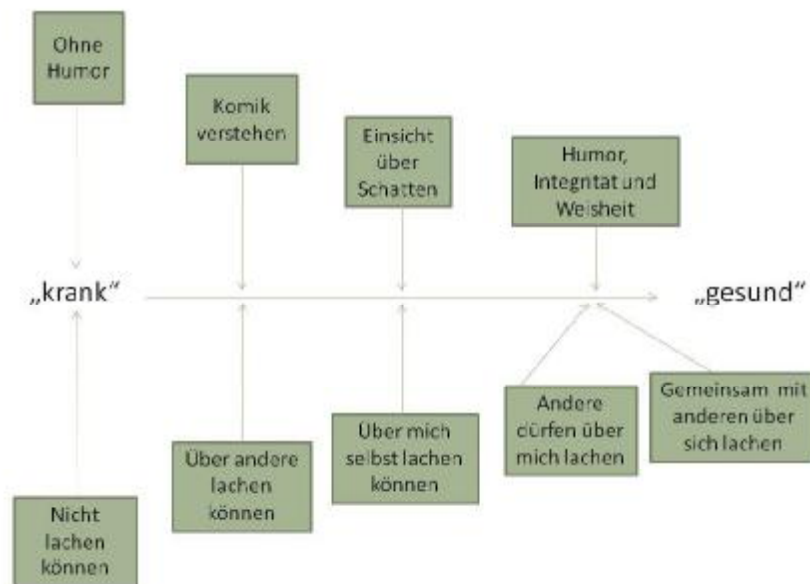 Ohne
Humor
Komik
verstehen
Einsicht
über
Schatten
Humor,
Integrität und
Weisheit
„krank“
„gesund“
Nicht
lachen
können
Über andere
lachen
können
Über mich
selbst lachen
können
Andere
dürfen über
mich lachen
Gemeinsam mit
anderen über
sich lachen